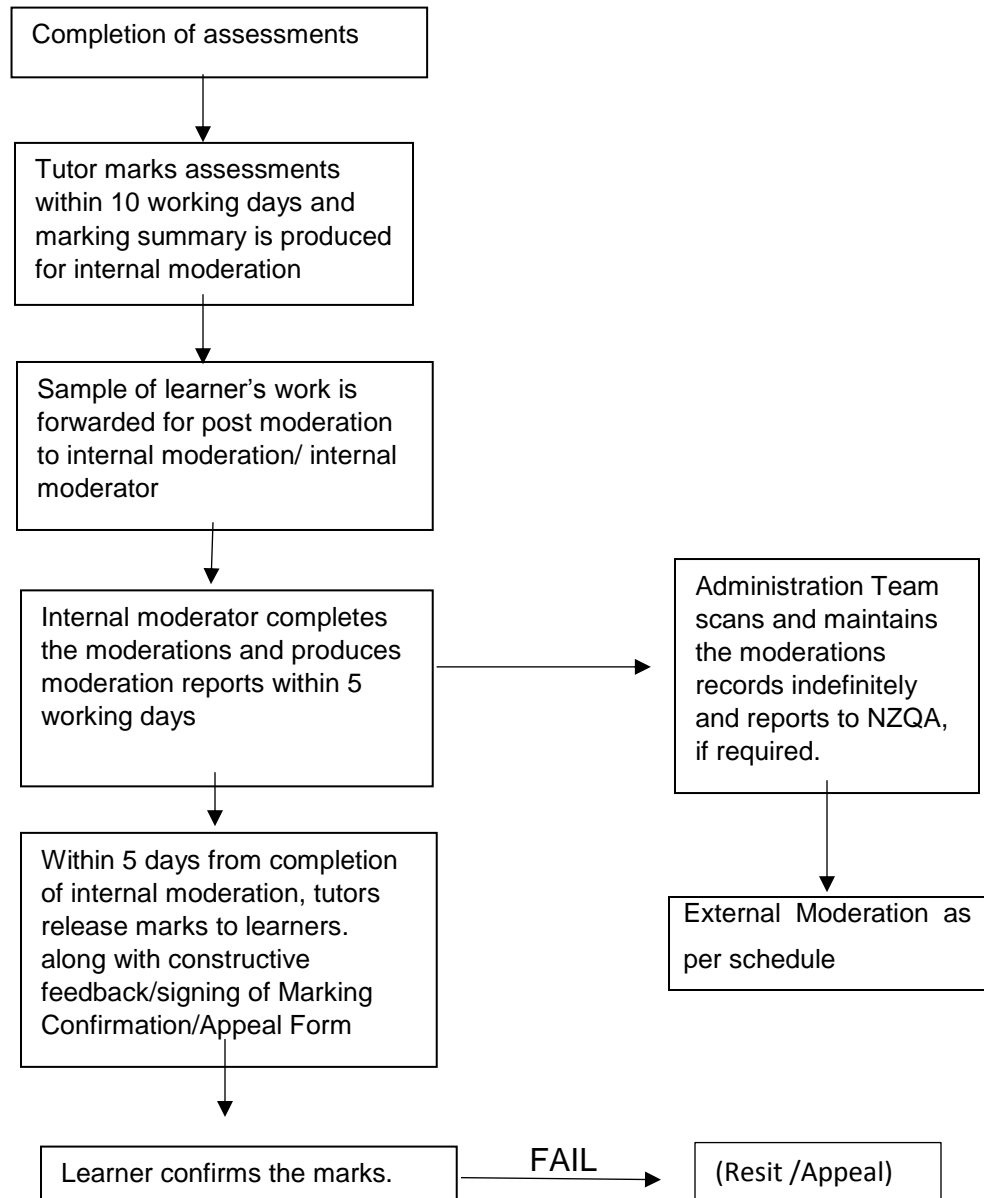 Completion of assessments
Tutor marks assessments
within 10 working days and
marking summary is produced
for internal moderation
Sample of learner’s work is
forwarded for post moderation
to internal moderation/ internal
moderator
Internal moderator completes
the moderations and produces
moderation reports within 5
working days
Administration Team
scans and maintains
the moderations
records indefinitely
and reports to NZQA,
if required.
Within 5 days from completion
of internal moderation, tutors
release marks to learners.
along with constructive
feedback/signing of Marking
Confirmation/Appeal Form
External Moderation as
per schedule
Learner confirms the marks.
FAIL
(Resit /Appeal)